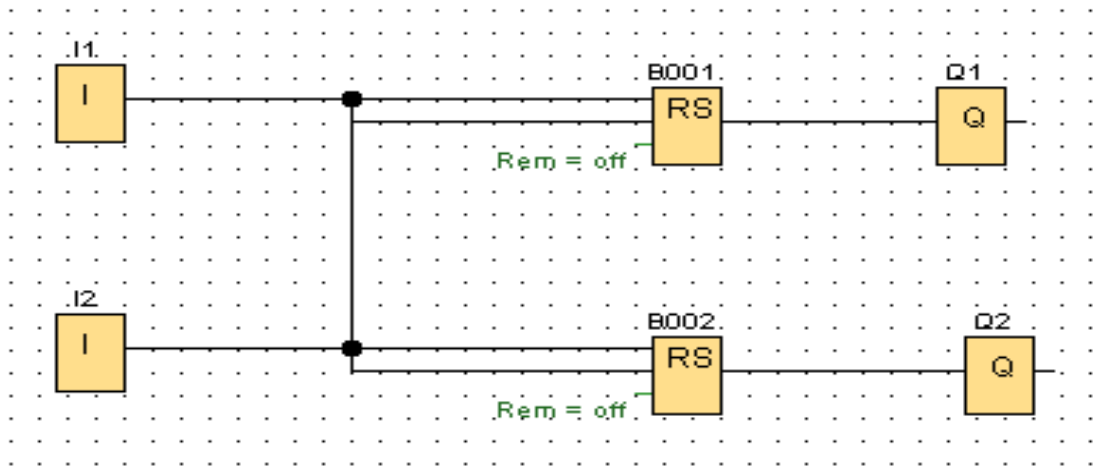 I1
I
B001
RS
Rem = off
Q1
Q
I2
I
B002
RS
Rem = off
Q2
Q